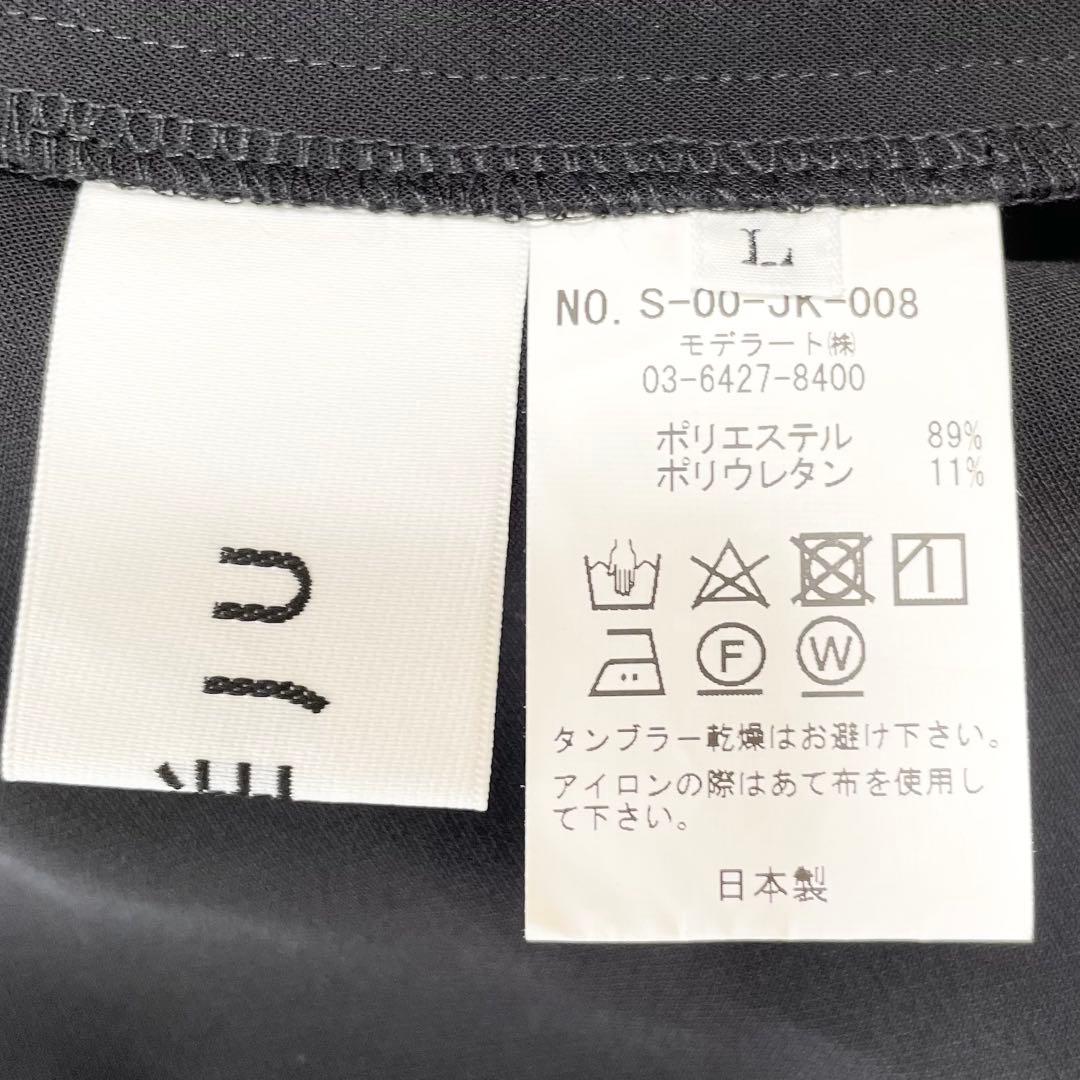 L
NO. S-00-JK-008
モデラート㈱
03-6427-8400
ポリエステル 89%
ポリウレタン 11%
F W
タンブラー乾燥はお避け下さい。
アイロンの際はあて布を使用し
て下さい。
日本製